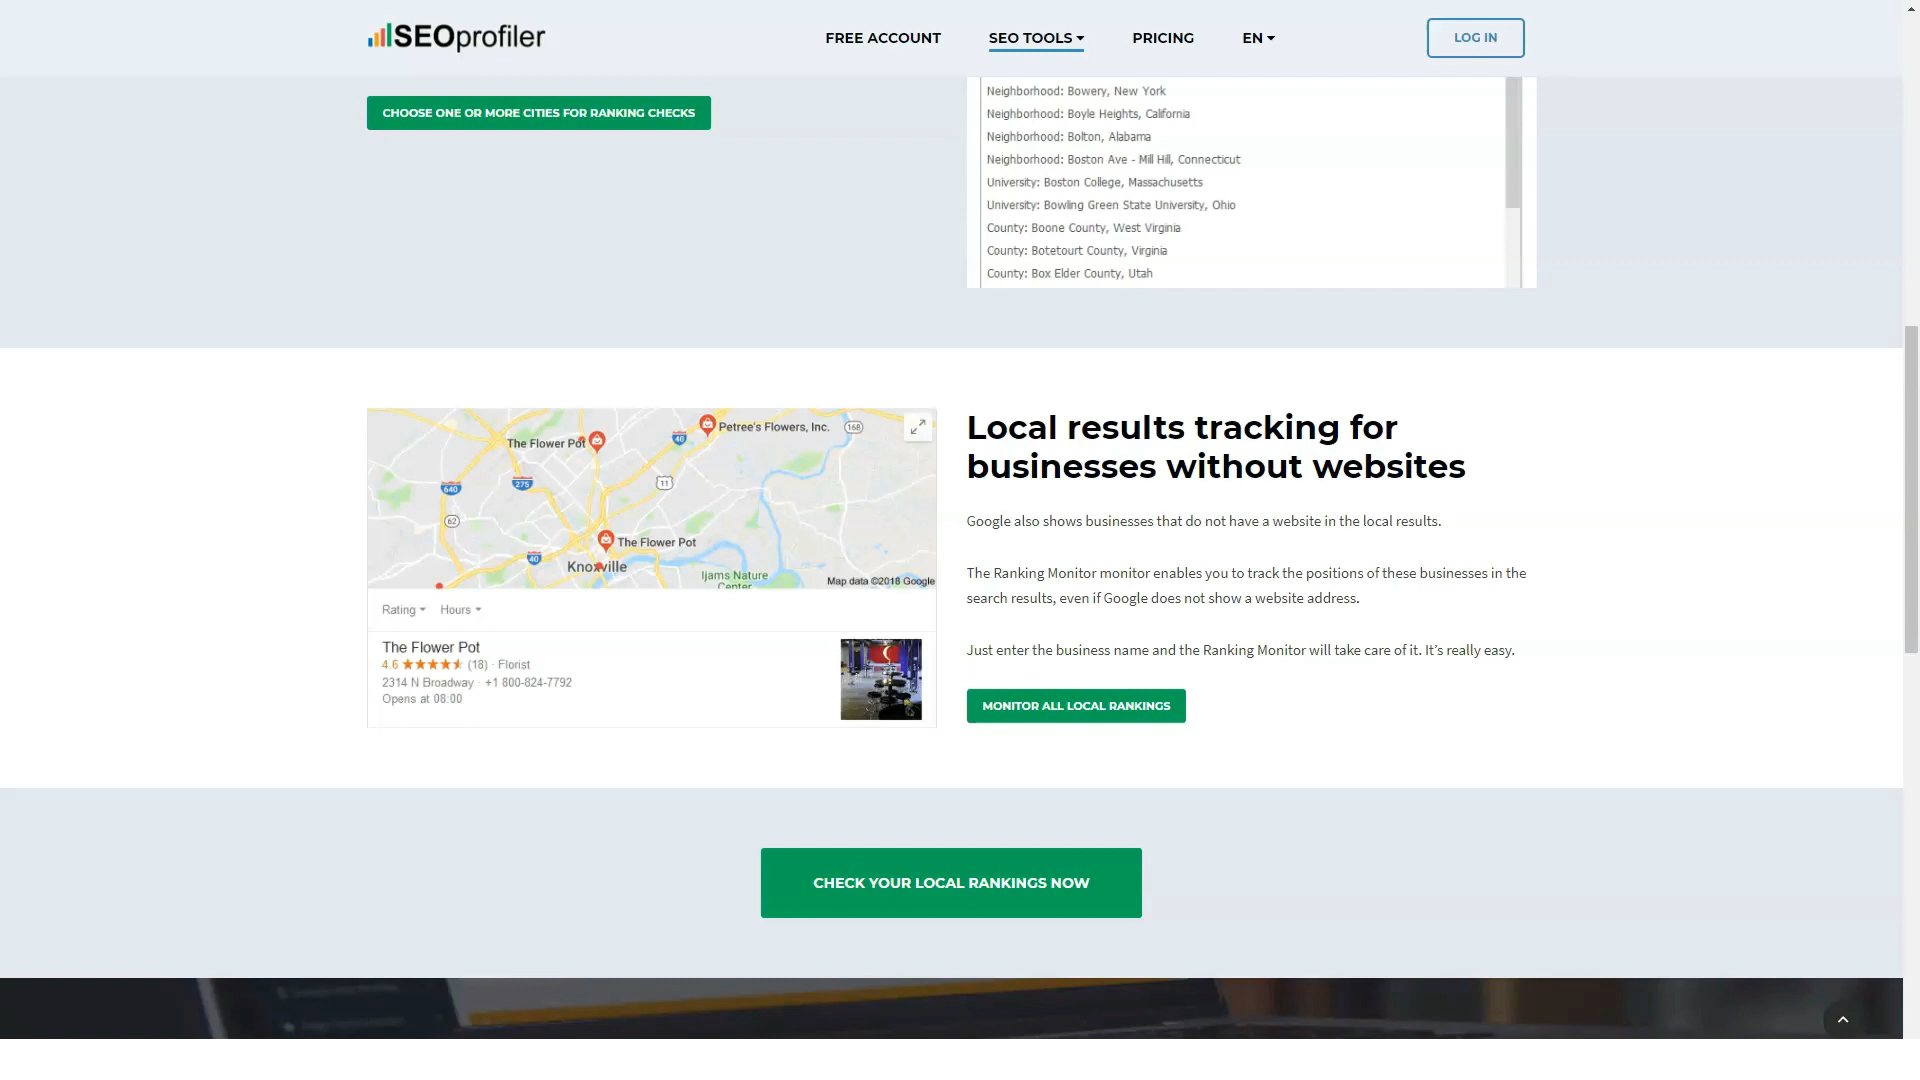 SEOprofiler
FREE ACCOUNT
SEO TOOLS
PRICING
EN
LOG IN
CHOOSE ONE OR MORE CITIES FOR RANKING CHECKS
Neighborhood: Bowery, New York
Neighborhood: Boyle Heights, California
Neighborhood: Bolton, Alabama
Neighborhood: Boston Ave - Mill Hill, Connecticut
University: Boston College, Massachusetts
University: Bowling Green State University, Ohio
County: Boone County, West Virginia
County: Botetourt County, Virginia
County: Box Elder County, Utah
The Flower Pot
Petree's Flowers, Inc.
168
40
640
275
11
62
The Flower Pot
40
Knoxville
Ijams Nature
Center
Map data ©2018 Google
Rating
Hours
The Flower Pot
4.6 (18) · Florist
2314 N Broadway · +1 800-824-7792
Opens at 08:00
Local results tracking for
businesses without websites
Google also shows businesses that do not have a website in the local results.
The Ranking Monitor monitor enables you to track the positions of these businesses in the
search results, even if Google does not show a website address.
Just enter the business name and the Ranking Monitor will take care of it. It’s really easy.
MONITOR ALL LOCAL RANKINGS
CHECK YOUR LOCAL RANKINGS NOW